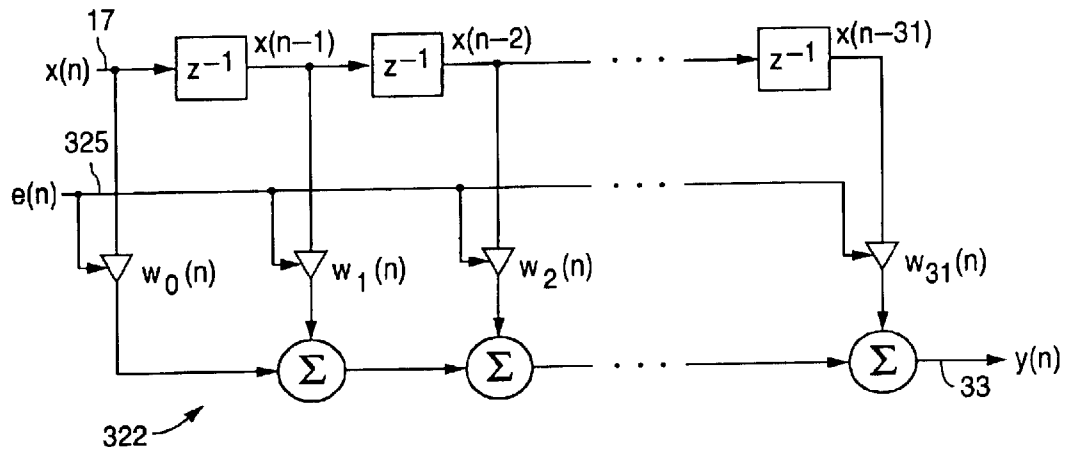 17
x(n)
z⁻¹
x(n−1)
z⁻¹
x(n−2)
. . .
z⁻¹
x(n−31)
325
e(n)
. . .
w₀(n)
w₁(n)
w₂(n)
w₃₁(n)
Σ
Σ
. . .
Σ
y(n)
33
322